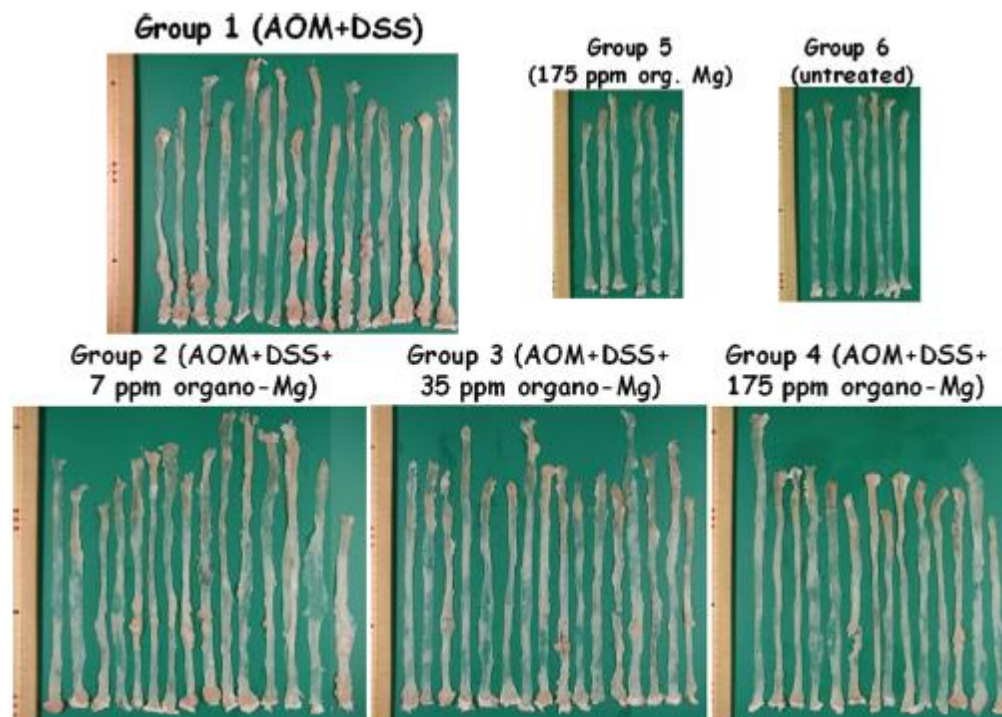 Group 1 (AOM+DSS)
Group 5
(175 ppm org. Mg)
Group 6
(untreated)
Group 2 (AOM+DSS+
7 ppm organo-Mg)
Group 3 (AOM+DSS+
35 ppm organo-Mg)
Group 4 (AOM+DSS+
175 ppm organo-Mg)